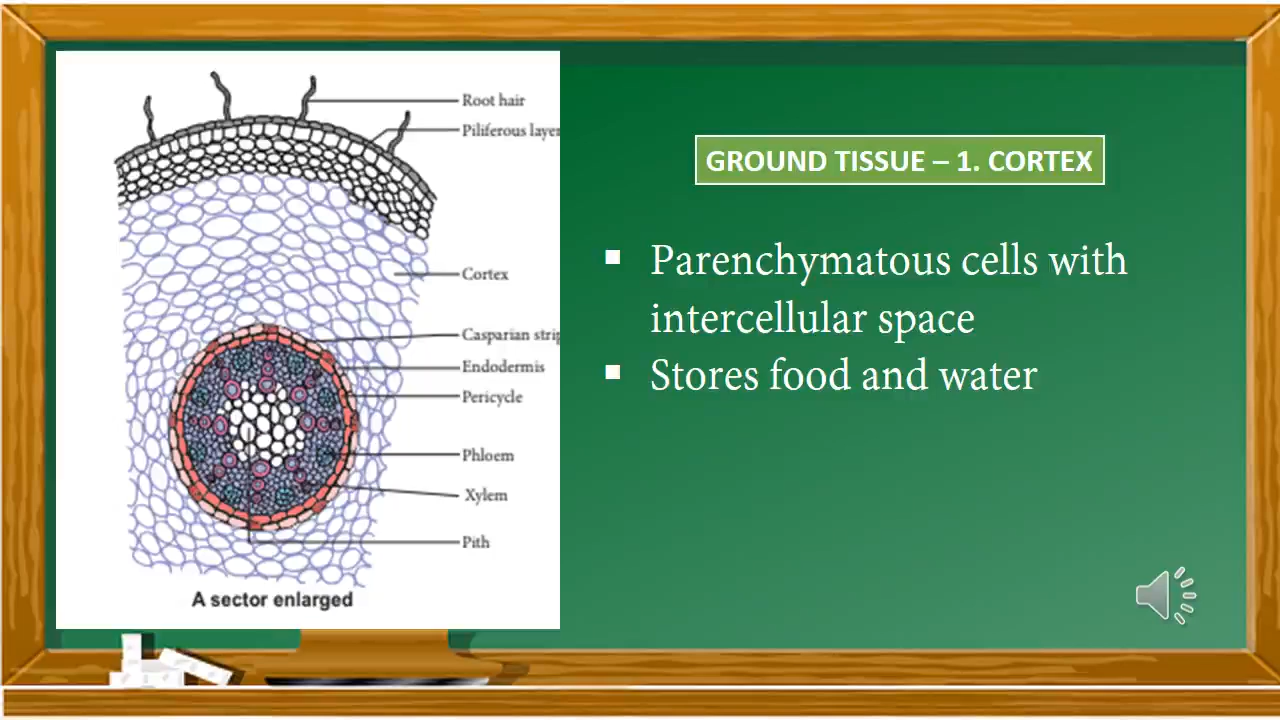 Root hair
Piliferous layer
Cortex
Casparian strip
Endodermis
Pericycle
Phloem
Xylem
Pith
A sector enlarged
GROUND TISSUE – 1. CORTEX
▪ Parenchymatous cells with
intercellular space
▪ Stores food and water